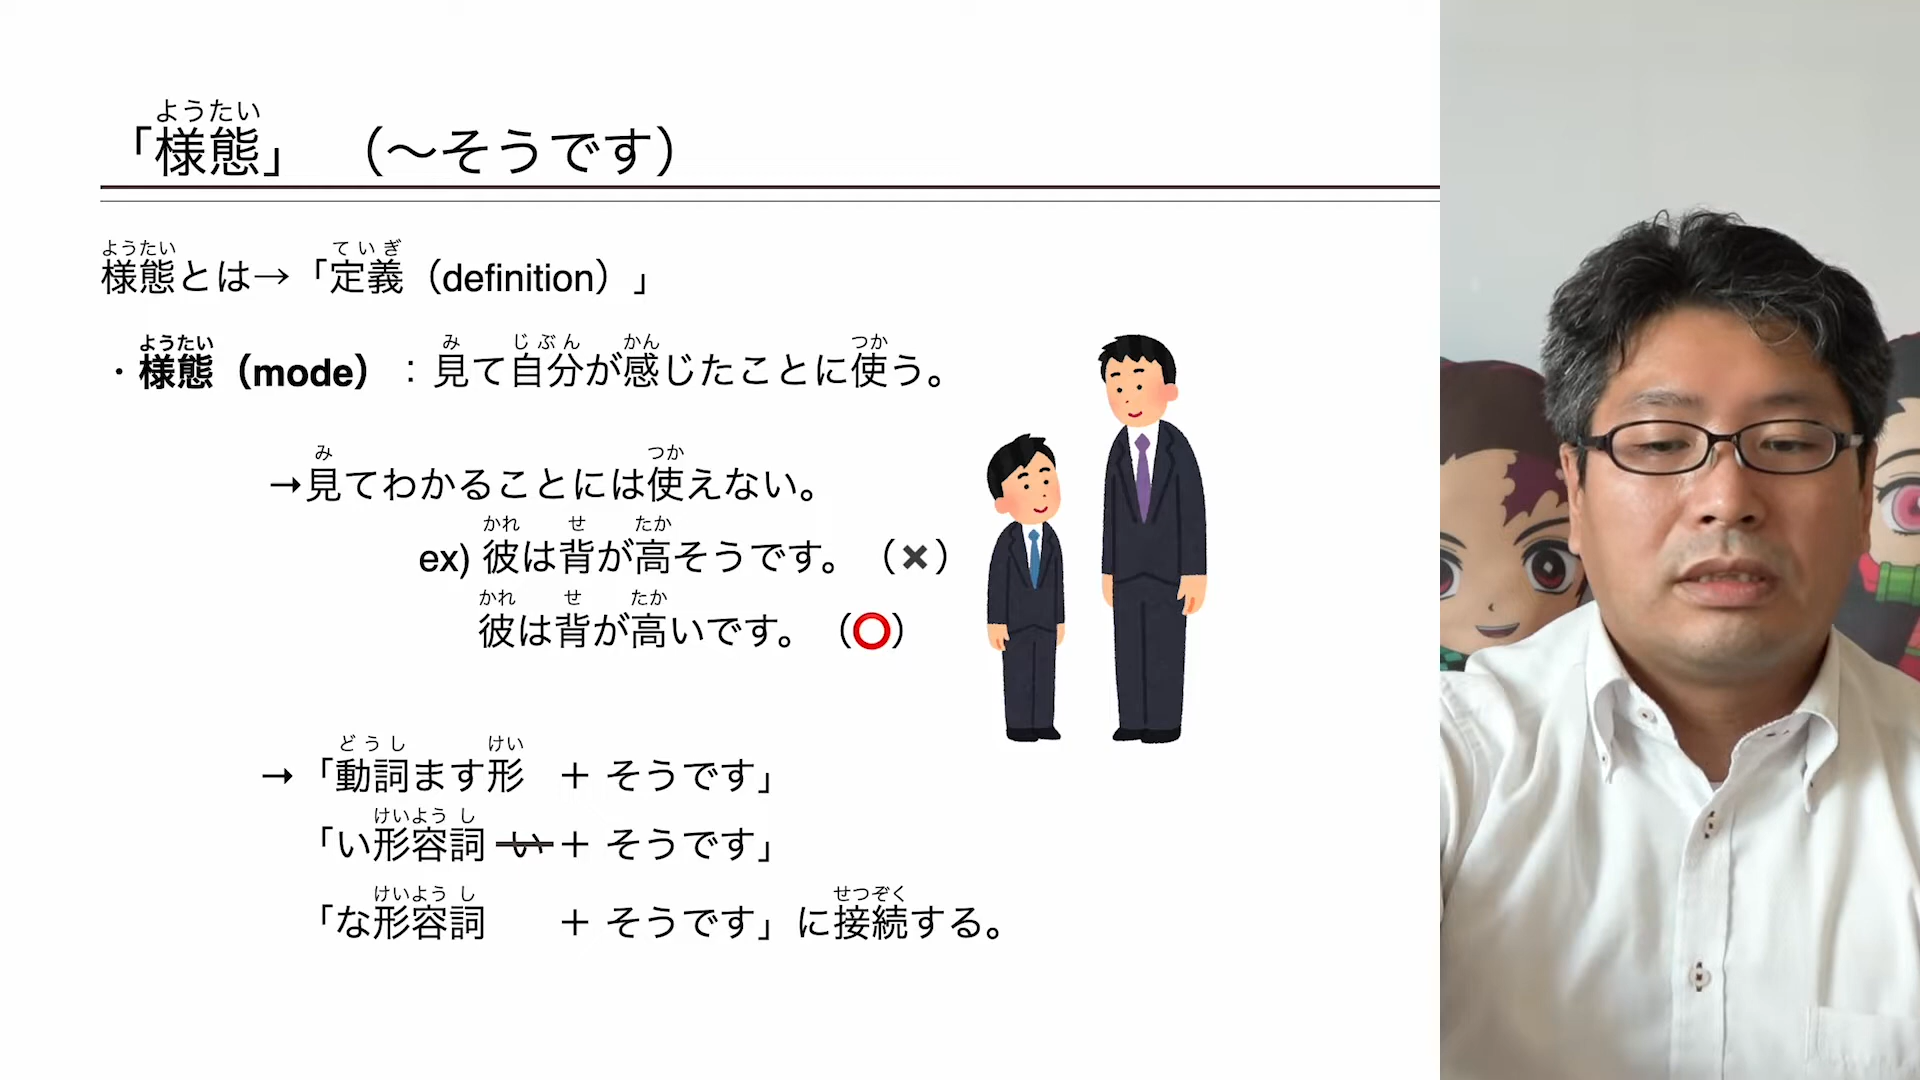 ようたい
「様態」　（～そうです）
ようたい　ていぎ
様態とは→「定義（definition）」
ようたい　み　じぶん　かん　つか
・様態（mode）：見て自分が感じたことに使う。
み　つか
→見てわかることには使えない。
かれ　せ　たか
ex) 彼は背が高そうです。（×）
かれ　せ　たか
彼は背が高いです。（○）
どうし　けい
→「動詞ます形　＋ そうです」
けいようし
「い形容詞 い ＋ そうです」
けいようし　せつぞく
「な形容詞　＋ そうです」に接続する。